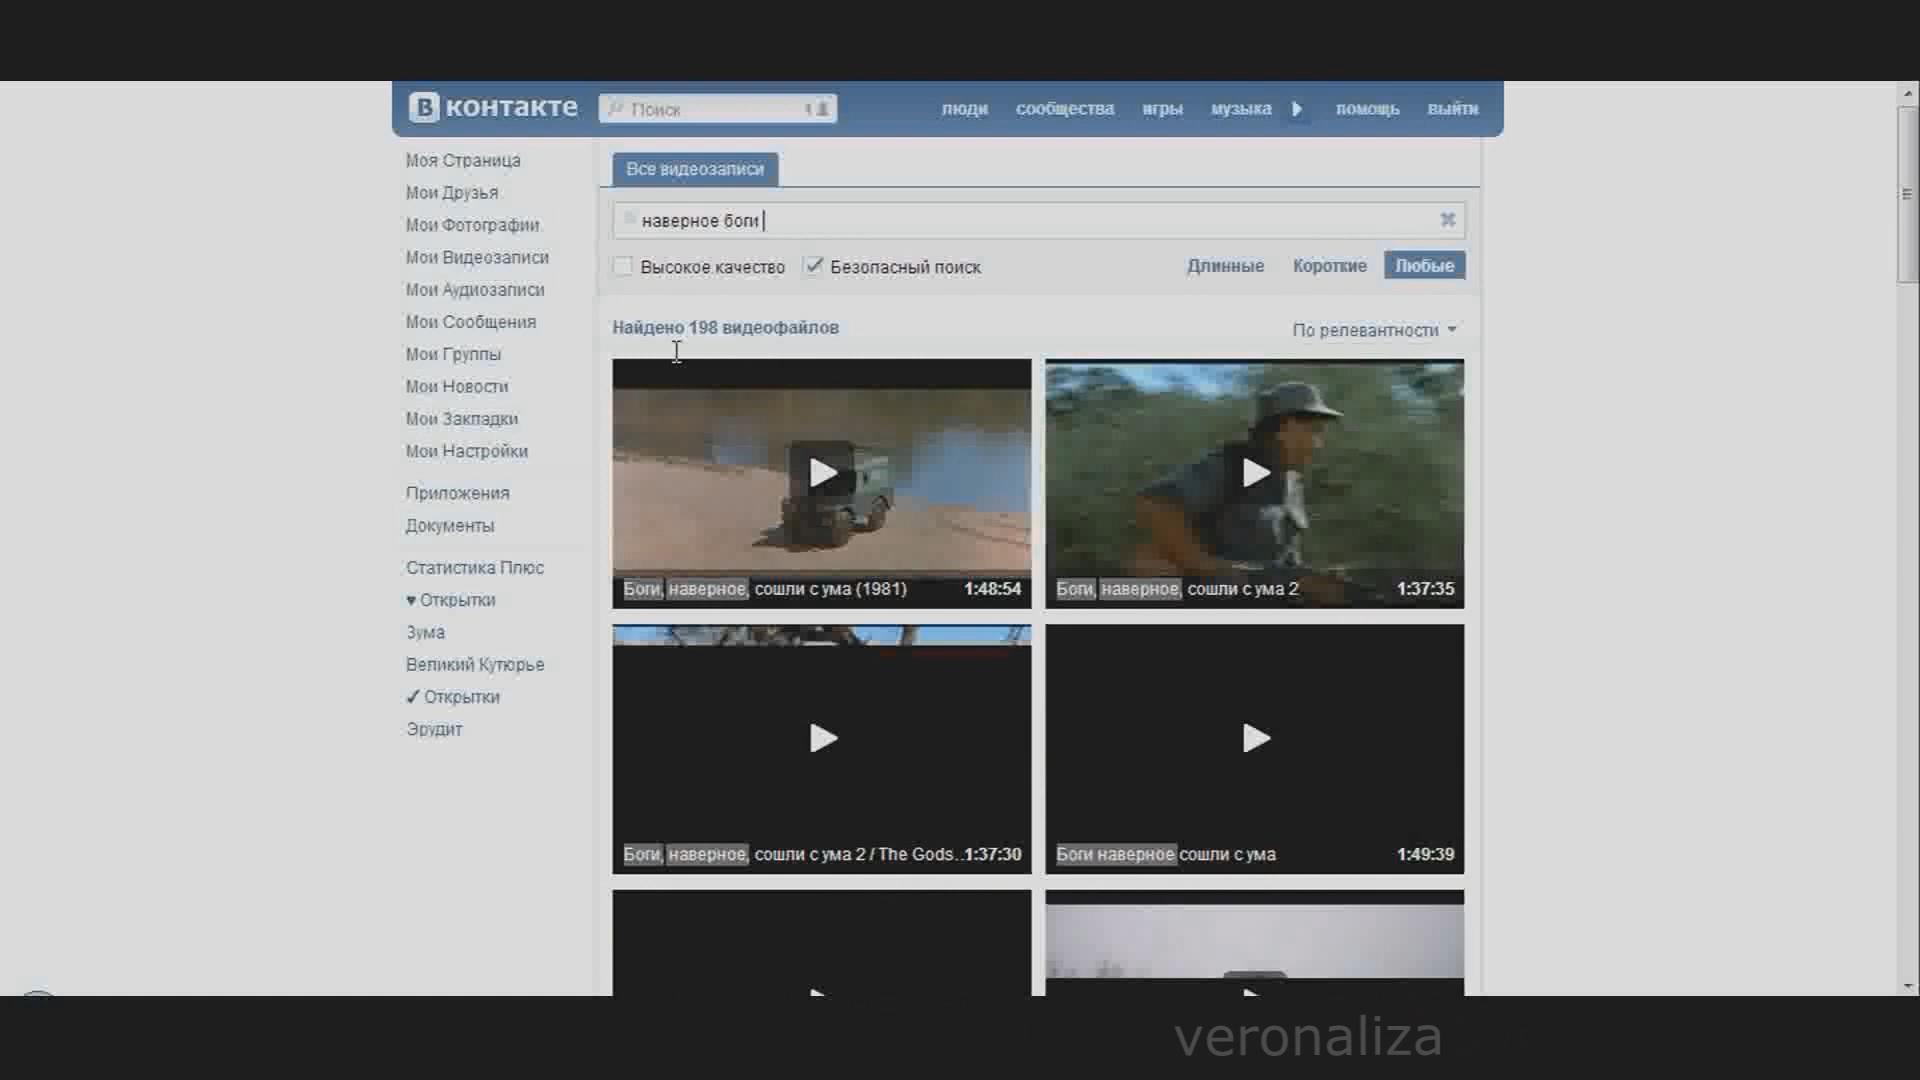 В контакте
Поиск
люди сообщества игры музыка помощь выйти
Моя Страница
Мои Друзья
Мои Фотографии
Мои Видеозаписи
Мои Аудиозаписи
Мои Сообщения
Мои Группы
Мои Новости
Мои Закладки
Мои Настройки
Приложения
Документы
Статистика Плюс
♥ Открытки
Зума
Великий Кутюрье
✓ Открытки
Эрудит
Все видеозаписи
наверное боги
Высокое качество Безопасный поиск Длинные Короткие Любые
Найдено 198 видеофайлов По релевантности
Боги, наверное, сошли с ума (1981) 1:48:54
Боги, наверное, сошли с ума 2 1:37:35
Боги, наверное, сошли с ума 2 / The Gods.. 1:37:30
Боги наверное сошли с ума 1:49:39
veronaliza